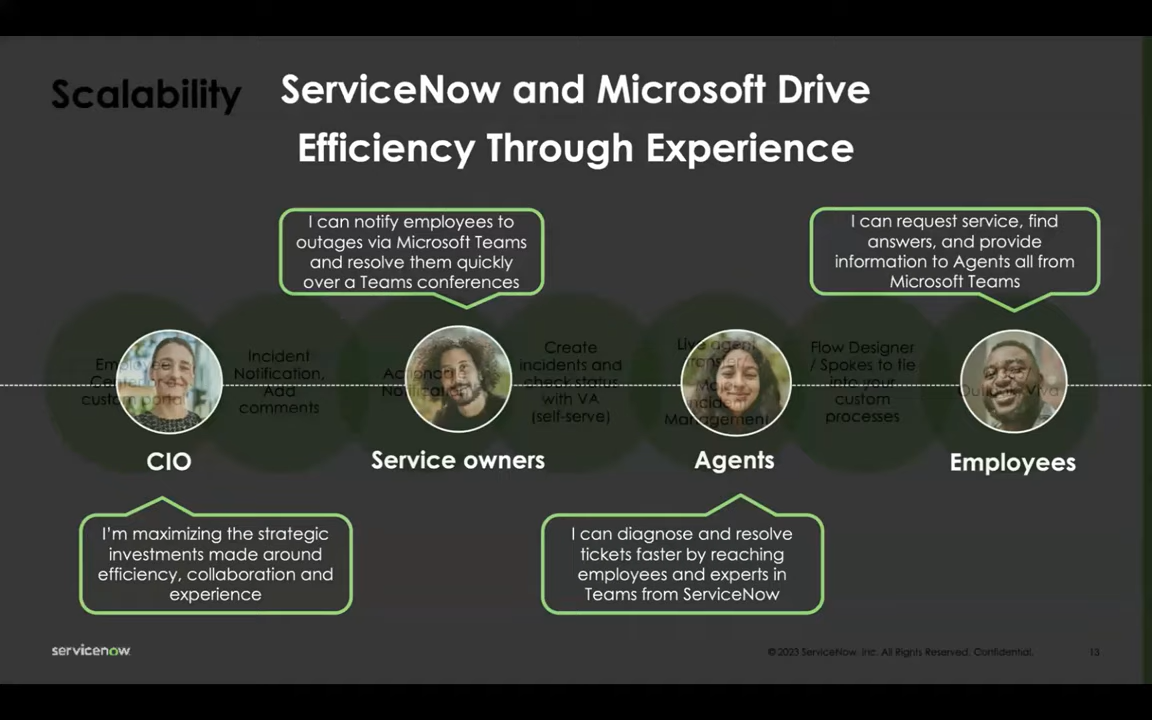 Scalability
ServiceNow and Microsoft Drive
Efficiency Through Experience
I can notify employees to
outages via Microsoft Teams
and resolve them quickly
over a Teams conferences
I can request service, find
answers, and provide
information to Agents all from
Microsoft Teams
custom portal
Incident
Notification,
Add
comments
Create
incidents and
check status
with VA
(self-serve)
Live agent
Management
Flow Designer
/ Spokes to tie
into your
custom
processes
CIO
Service owners
Agents
Employees
I'm maximizing the strategic
investments made around
efficiency, collaboration and
experience
I can diagnose and resolve
tickets faster by reaching
employees and experts in
Teams from ServiceNow
servicenow
© 2023 ServiceNow, Inc. All Rights Reserved. Confidential.
13